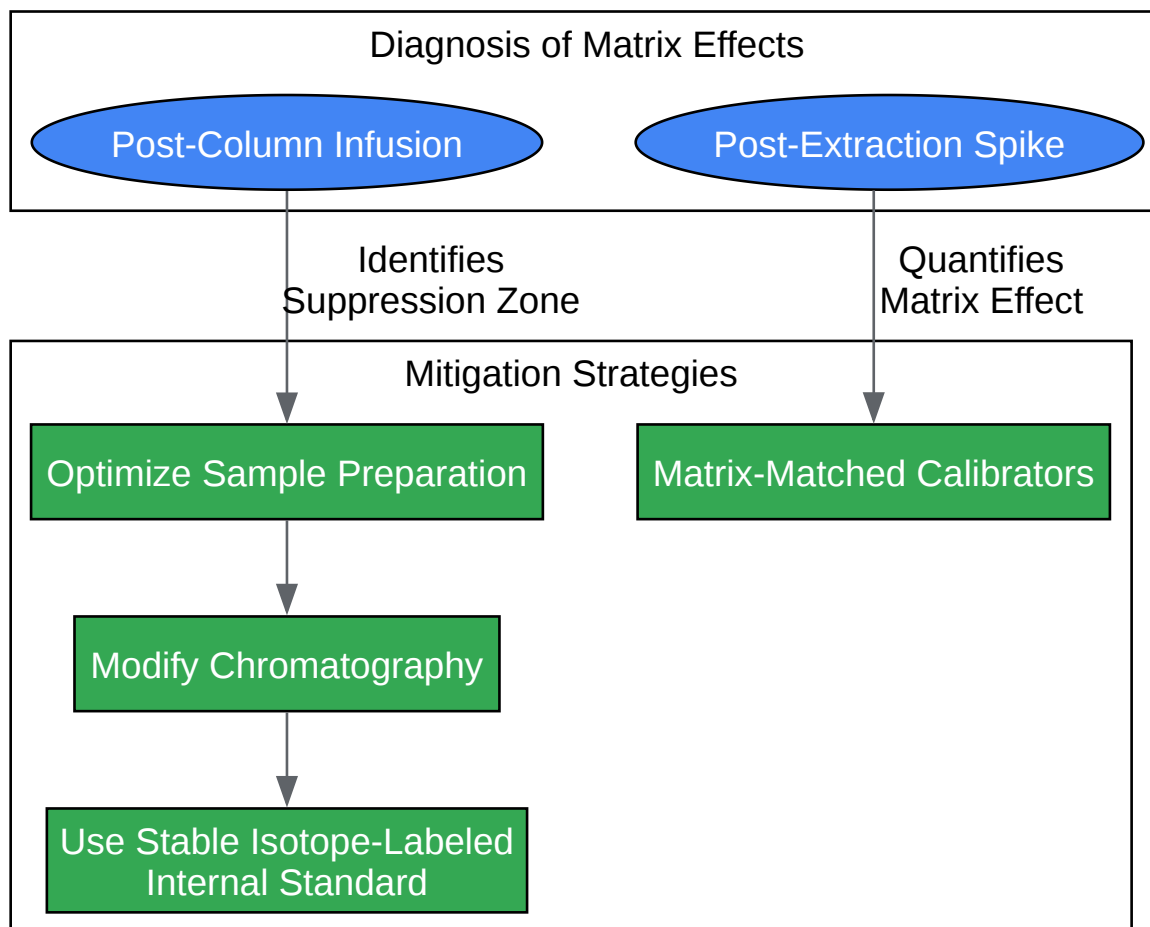 Diagnosis of Matrix Effects
Post-Column Infusion
Post-Extraction Spike
Identifies
Suppression Zone
Quantifies
Matrix Effect
Mitigation Strategies
Optimize Sample Preparation
Matrix-Matched Calibrators
Modify Chromatography
Use Stable Isotope-Labeled
Internal Standard